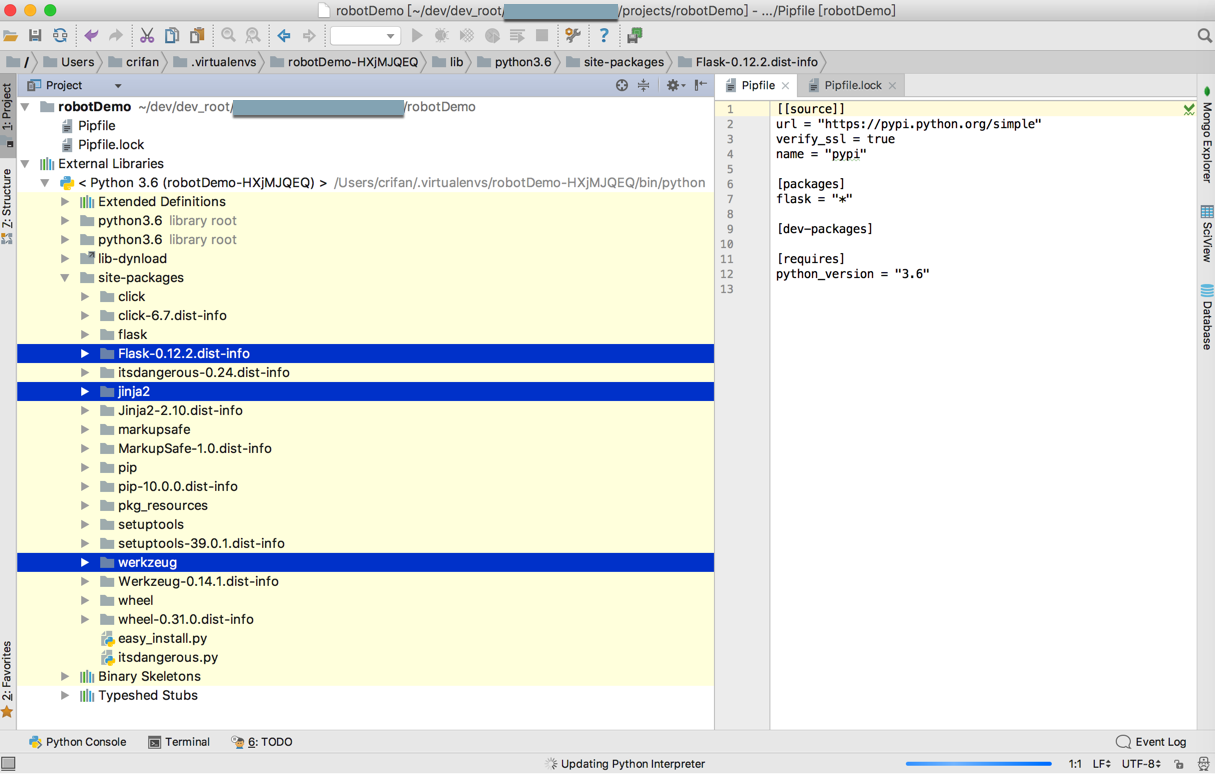 robotDemo [~/dev/dev_root/ /projects/robotDemo] - .../Pipfile [robotDemo]
/ Users crifan .virtualenvs robotDemo-HXjMJQEQ lib python3.6 site-packages Flask-0.12.2.dist-info
1: Project
Z: Structure
2: Favorites
Project
robotDemo ~/dev/dev_root/ /robotDemo
Pipfile
Pipfile.lock
External Libraries
< Python 3.6 (robotDemo-HXjMJQEQ) > /Users/crifan/.virtualenvs/robotDemo-HXjMJQEQ/bin/python
Extended Definitions
python3.6 library root
python3.6 library root
lib-dynload
site-packages
click
click-6.7.dist-info
flask
Flask-0.12.2.dist-info
itsdangerous-0.24.dist-info
jinja2
Jinja2-2.10.dist-info
markupsafe
MarkupSafe-1.0.dist-info
pip
pip-10.0.0.dist-info
pkg_resources
setuptools
setuptools-39.0.1.dist-info
werkzeug
Werkzeug-0.14.1.dist-info
wheel
wheel-0.31.0.dist-info
easy_install.py
itsdangerous.py
Binary Skeletons
Typeshed Stubs
Pipfile Pipfile.lock
1 [[source]]
2 url = "https://pypi.python.org/simple"
3 verify_ssl = true
4 name = "pypi"
5
6 [packages]
7 flask = "*"
8
9 [dev-packages]
10
11 [requires]
12 python_version = "3.6"
13
Mongo Explorer
SciView
Database
Python Console Terminal 6: TODO Event Log
Updating Python Interpreter 1:1 LF UTF-8